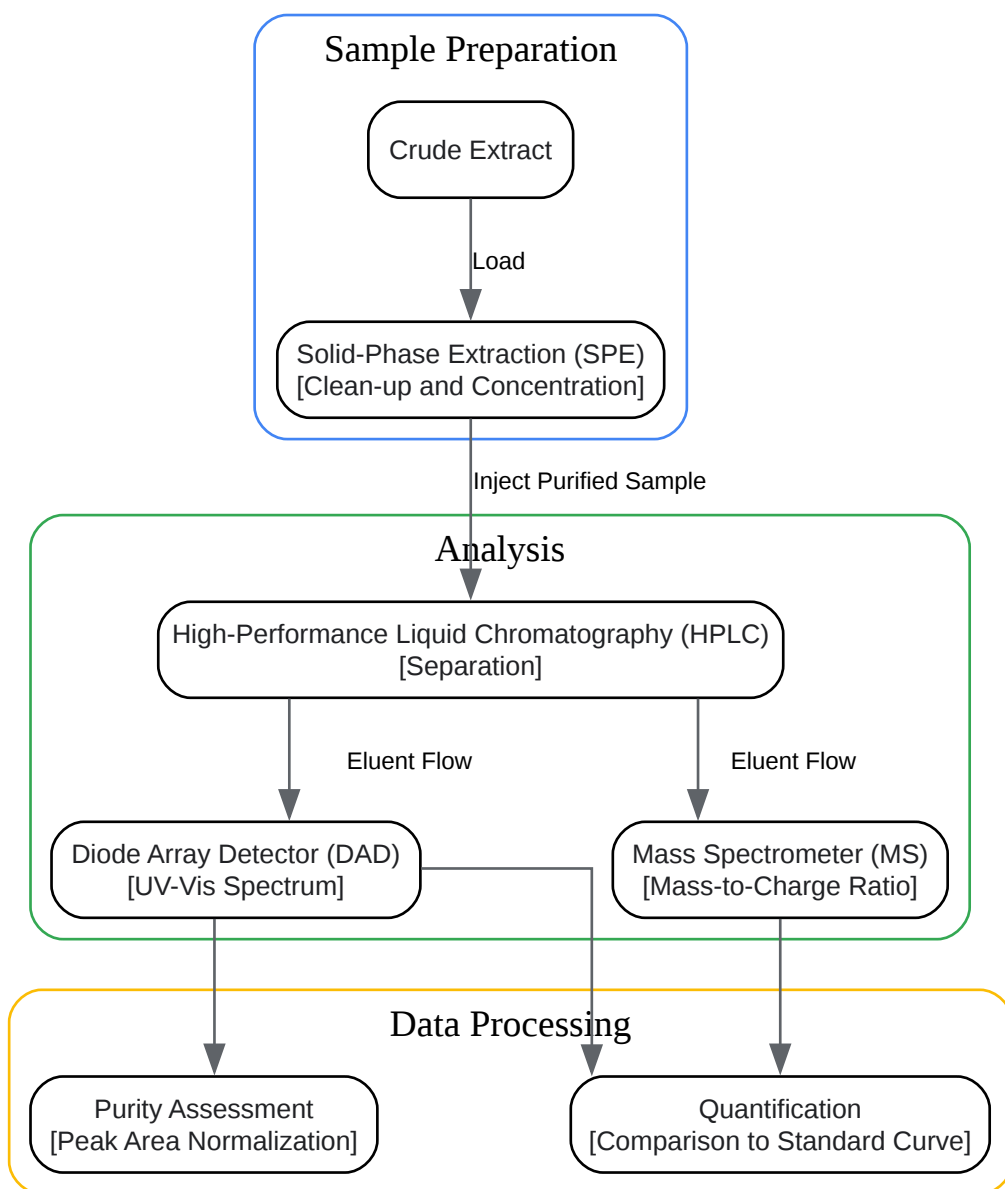 Sample Preparation
Crude Extract
Load
Solid-Phase Extraction (SPE)
[Clean-up and Concentration]
Inject Purified Sample
Analysis
High-Performance Liquid Chromatography (HPLC)
[Separation]
Eluent Flow
Eluent Flow
Diode Array Detector (DAD)
[UV-Vis Spectrum]
Mass Spectrometer (MS)
[Mass-to-Charge Ratio]
Data Processing
Purity Assessment
[Peak Area Normalization]
Quantification
[Comparison to Standard Curve]